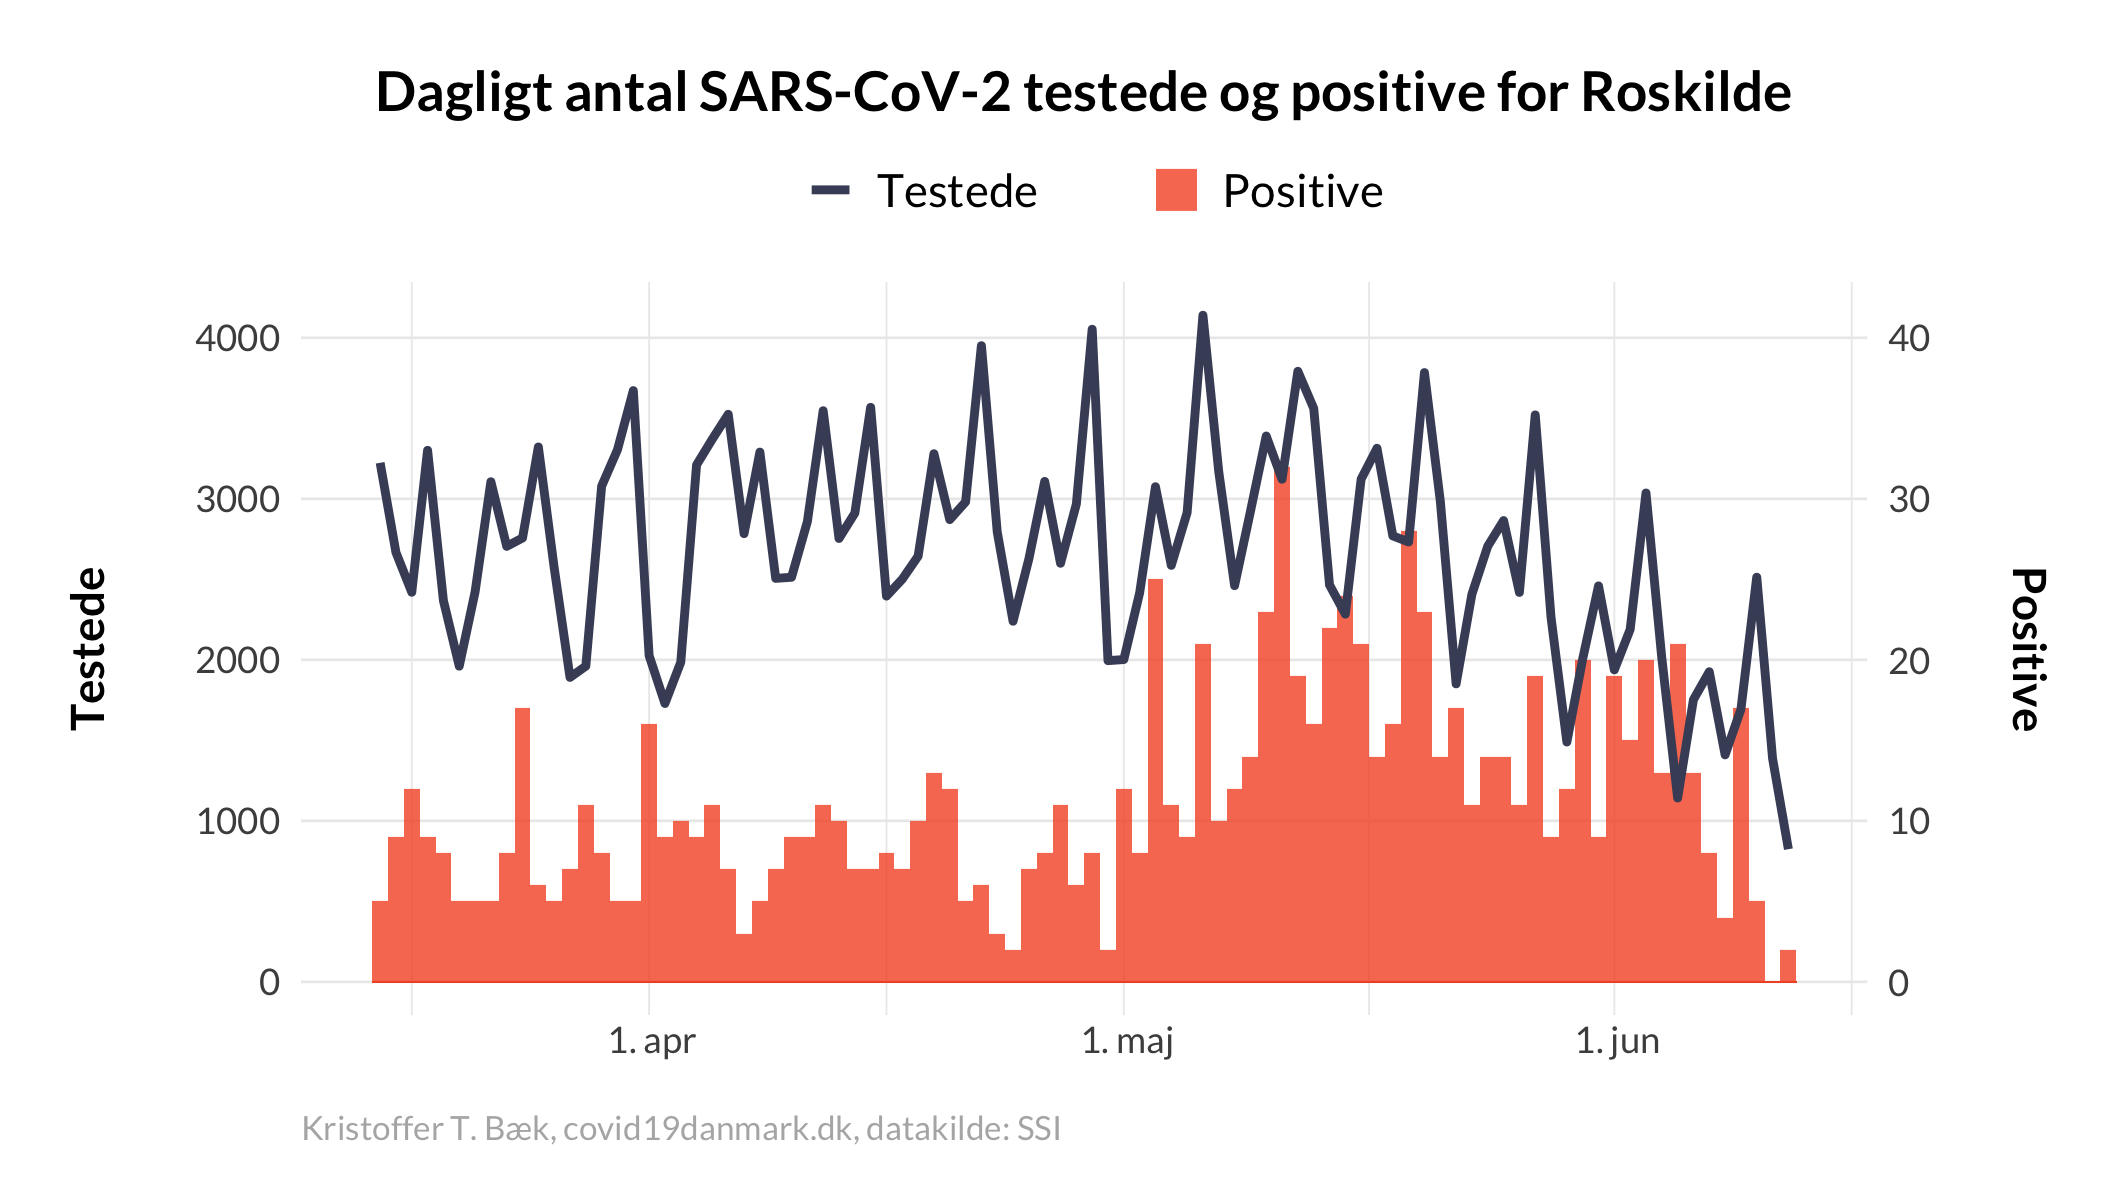 Dagligt antal SARS-CoV-2 testede og positive for Roskilde
Testede
Positive
4000
3000
2000
1000
0
Testede
40
30
20
10
0
Positive
1. apr
1. maj
1. jun
Kristoffer T. Bæk, covid19danmark.dk, datakilde: SSI